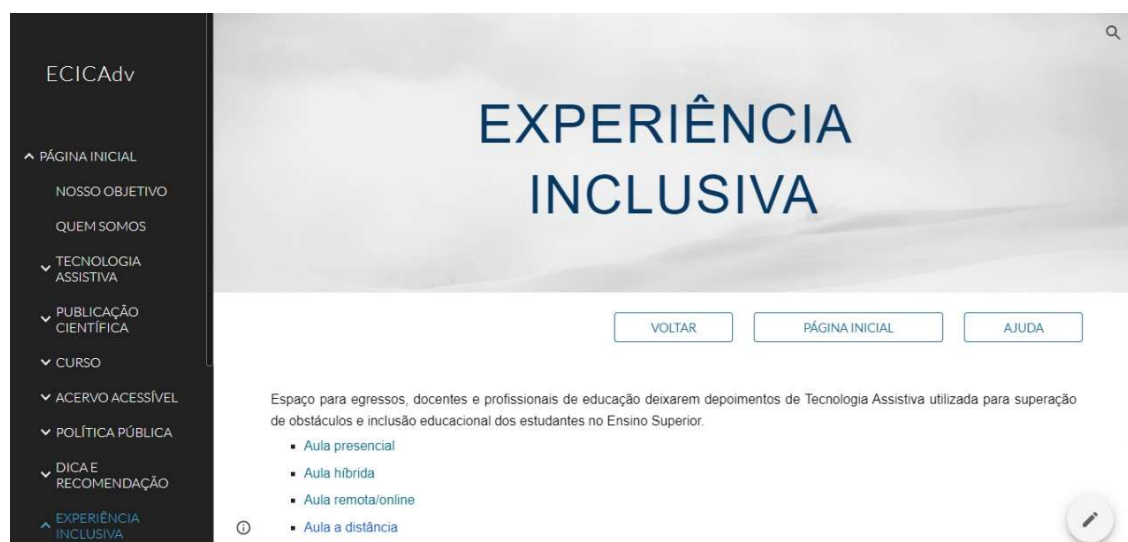 ECICAdv
PÁGINA INICIAL
NOSSO OBJETIVO
QUEM SOMOS
TECNOLOGIA
ASSISTIVA
PUBLICAÇÃO
CIENTÍFICA
CURSO
ACERVO ACESSÍVEL
POLÍTICA PÚBLICA
DICA E
RECOMENDAÇÃO
EXPERIÊNCIA
INCLUSIVA
EXPERIÊNCIA
INCLUSIVA
VOLTAR
PÁGINA INICIAL
AJUDA
Espaço para egressos, docentes e profissionais de educação deixarem depoimentos de Tecnologia Assistiva utilizada para superação
de obstáculos e inclusão educacional dos estudantes no Ensino Superior.
Aula presencial
Aula híbrida
Aula remota/online
Aula a distância